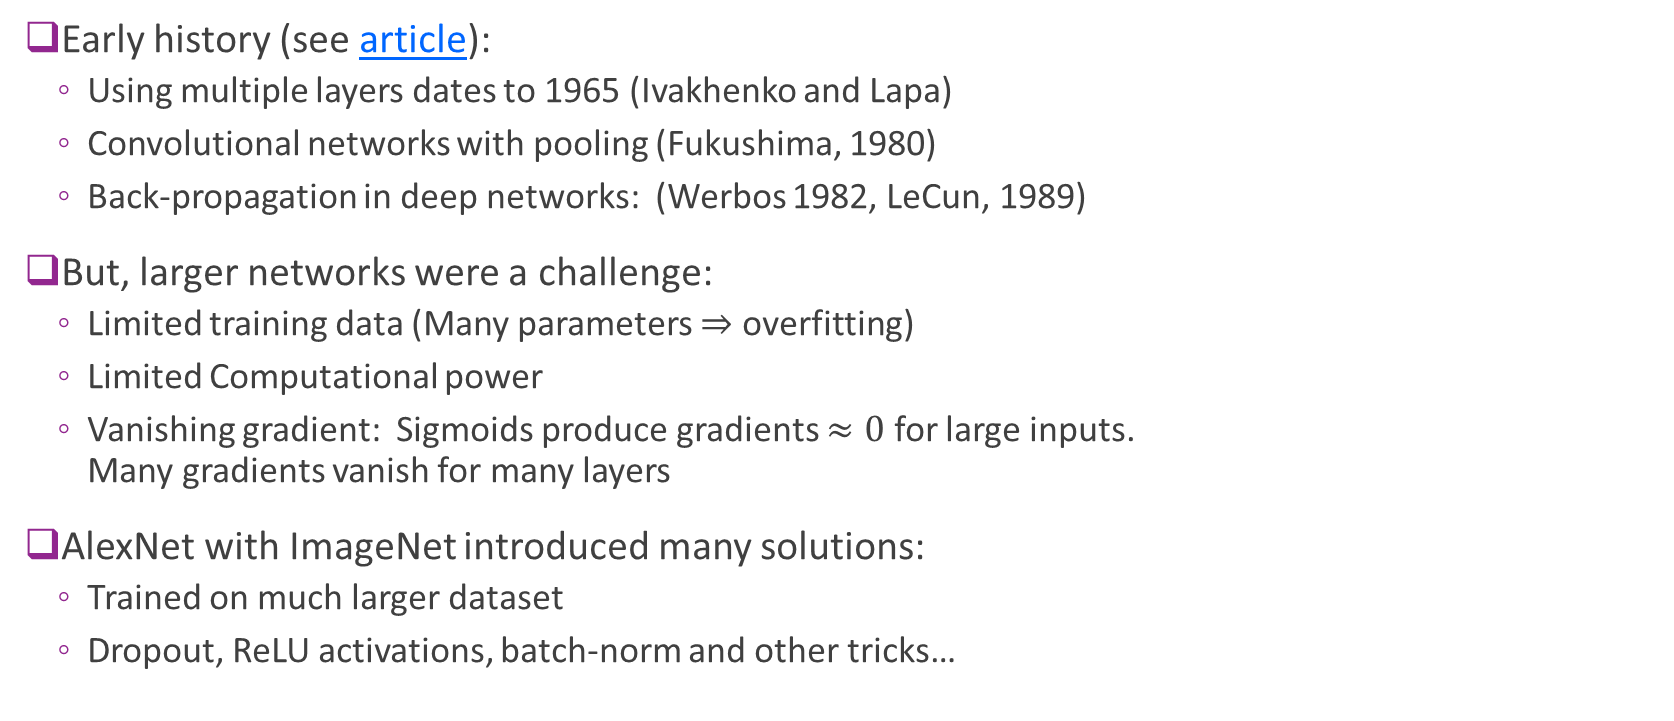 ❑Early history (see article):
◦ Using multiple layers dates to 1965 (Ivakhenko and Lapa)
◦ Convolutional networks with pooling (Fukushima, 1980)
◦ Back-propagation in deep networks: (Werbos 1982, LeCun, 1989)
❑But, larger networks were a challenge:
◦ Limited training data (Many parameters ⇒ overfitting)
◦ Limited Computational power
◦ Vanishing gradient: Sigmoids produce gradients ≈ 0 for large inputs.
Many gradients vanish for many layers
❑AlexNet with ImageNet introduced many solutions:
◦ Trained on much larger dataset
◦ Dropout, ReLU activations, batch-norm and other tricks…